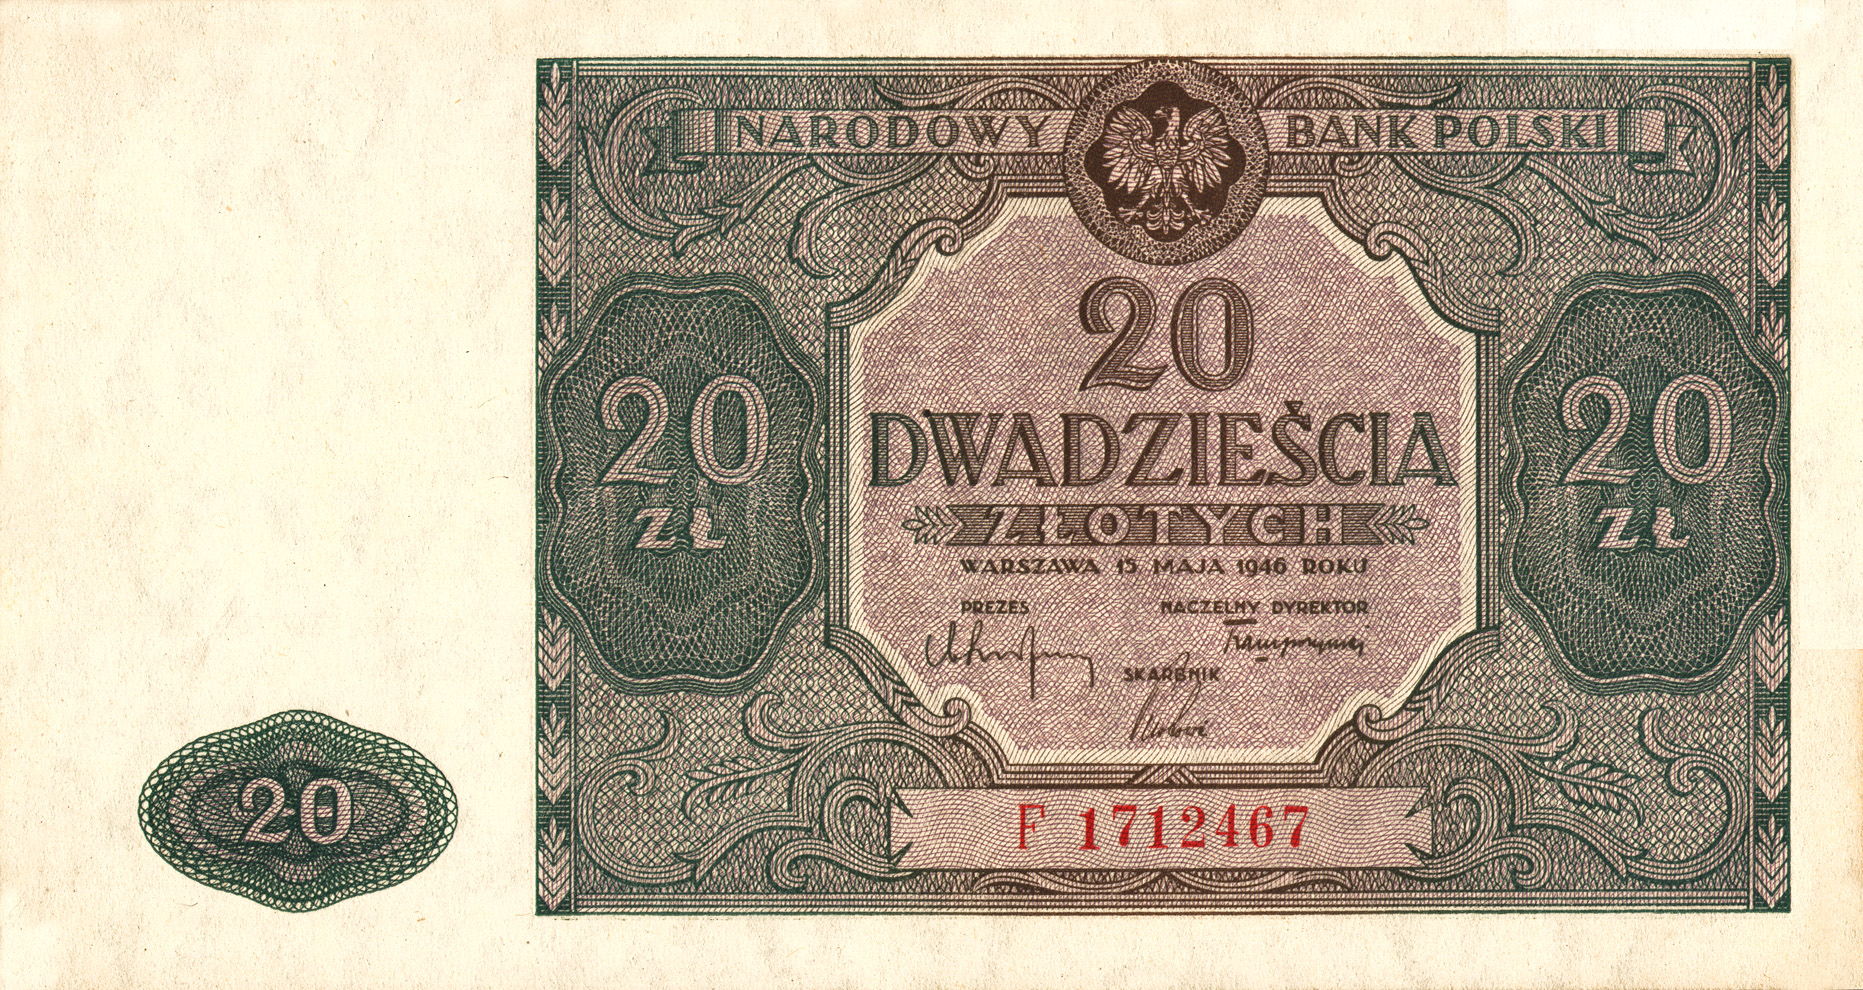 NARODOWY BANK POLSKI
20
DWADZIEŚCIA
ZŁOTYCH
WARSZAWA 15 MAJA 1946 ROKU
PREZES NACZELNY DYREKTOR
SKARBNIK
20
ZŁ
20
ZŁ
20
F 1712467